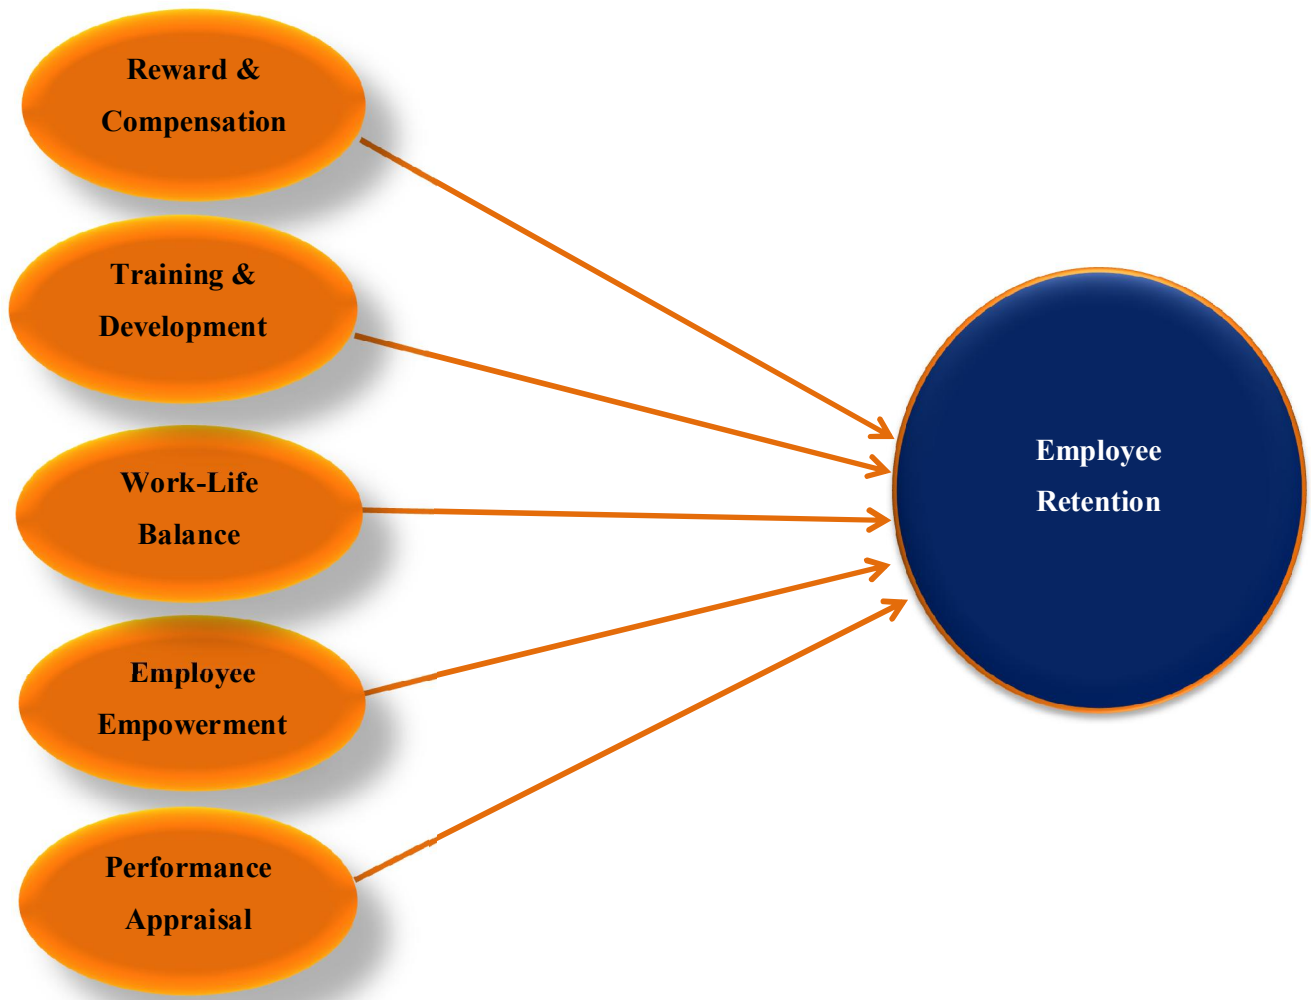 Reward &
Compensation
Training &
Development
Work-Life
Balance
Employee
Empowerment
Performance
Appraisal
Employee
Retention